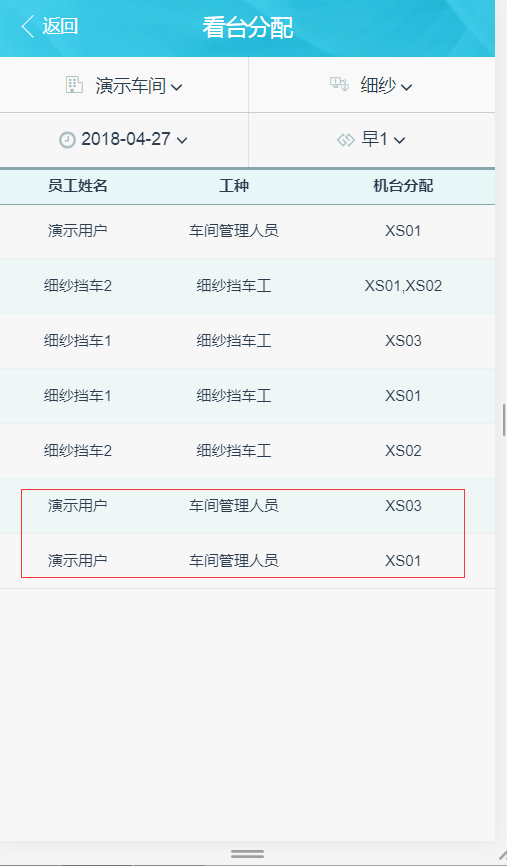 返回 看台分配
演示车间 细纱
2018-04-27 早1
员工姓名 工种 机台分配
演示用户 车间管理人员 XS01
细纱挡车2 细纱挡车工 XS01,XS02
细纱挡车1 细纱挡车工 XS03
细纱挡车1 细纱挡车工 XS01
细纱挡车2 细纱挡车工 XS02
演示用户 车间管理人员 XS03
演示用户 车间管理人员 XS01